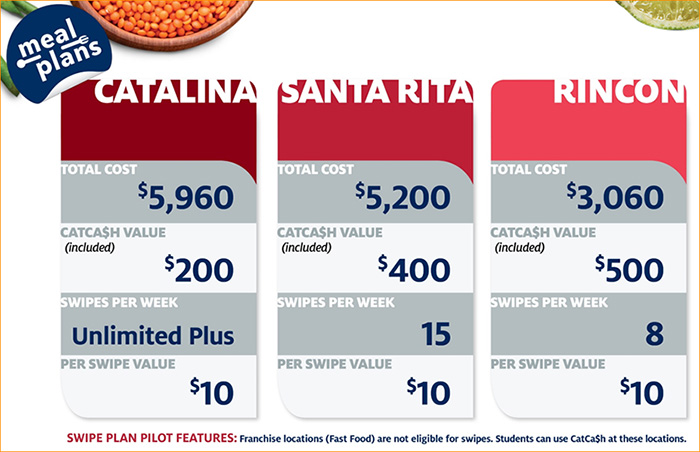 meal
plans
CATALINA
TOTAL COST
$5,960
CATCA$H VALUE
(included)
$200
SWIPES PER WEEK
Unlimited Plus
PER SWIPE VALUE
$10
SANTA RITA
TOTAL COST
$5,200
CATCA$H VALUE
(included)
$400
SWIPES PER WEEK
15
PER SWIPE VALUE
$10
RINCON
TOTAL COST
$3,060
CATCA$H VALUE
(included)
$500
SWIPES PER WEEK
8
PER SWIPE VALUE
$10
SWIPE PLAN PILOT FEATURES: Franchise locations (Fast Food) are not eligible for swipes. Students can use CatCa$h at these locations.